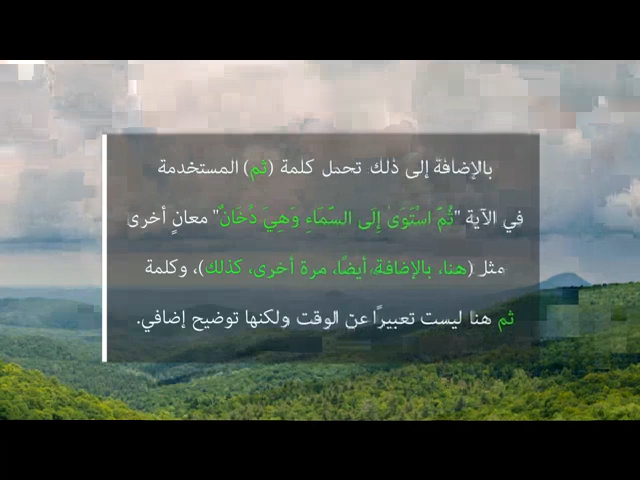 بالإضافة إلى ذلك تحمل كلمة (ثم) المستخدمة
في الآية "ثُمَّ اسْتَوَىٰ إِلَى السَّمَاءِ وَهِيَ دُخَانٌ" معانٍ أخرى
مثل (هنا، بالإضافة، أيضًا، مرة أخرى، كذلك)، وكلمة
ثم هنا ليست تعبيرًا عن الوقت ولكنها توضيح إضافي.